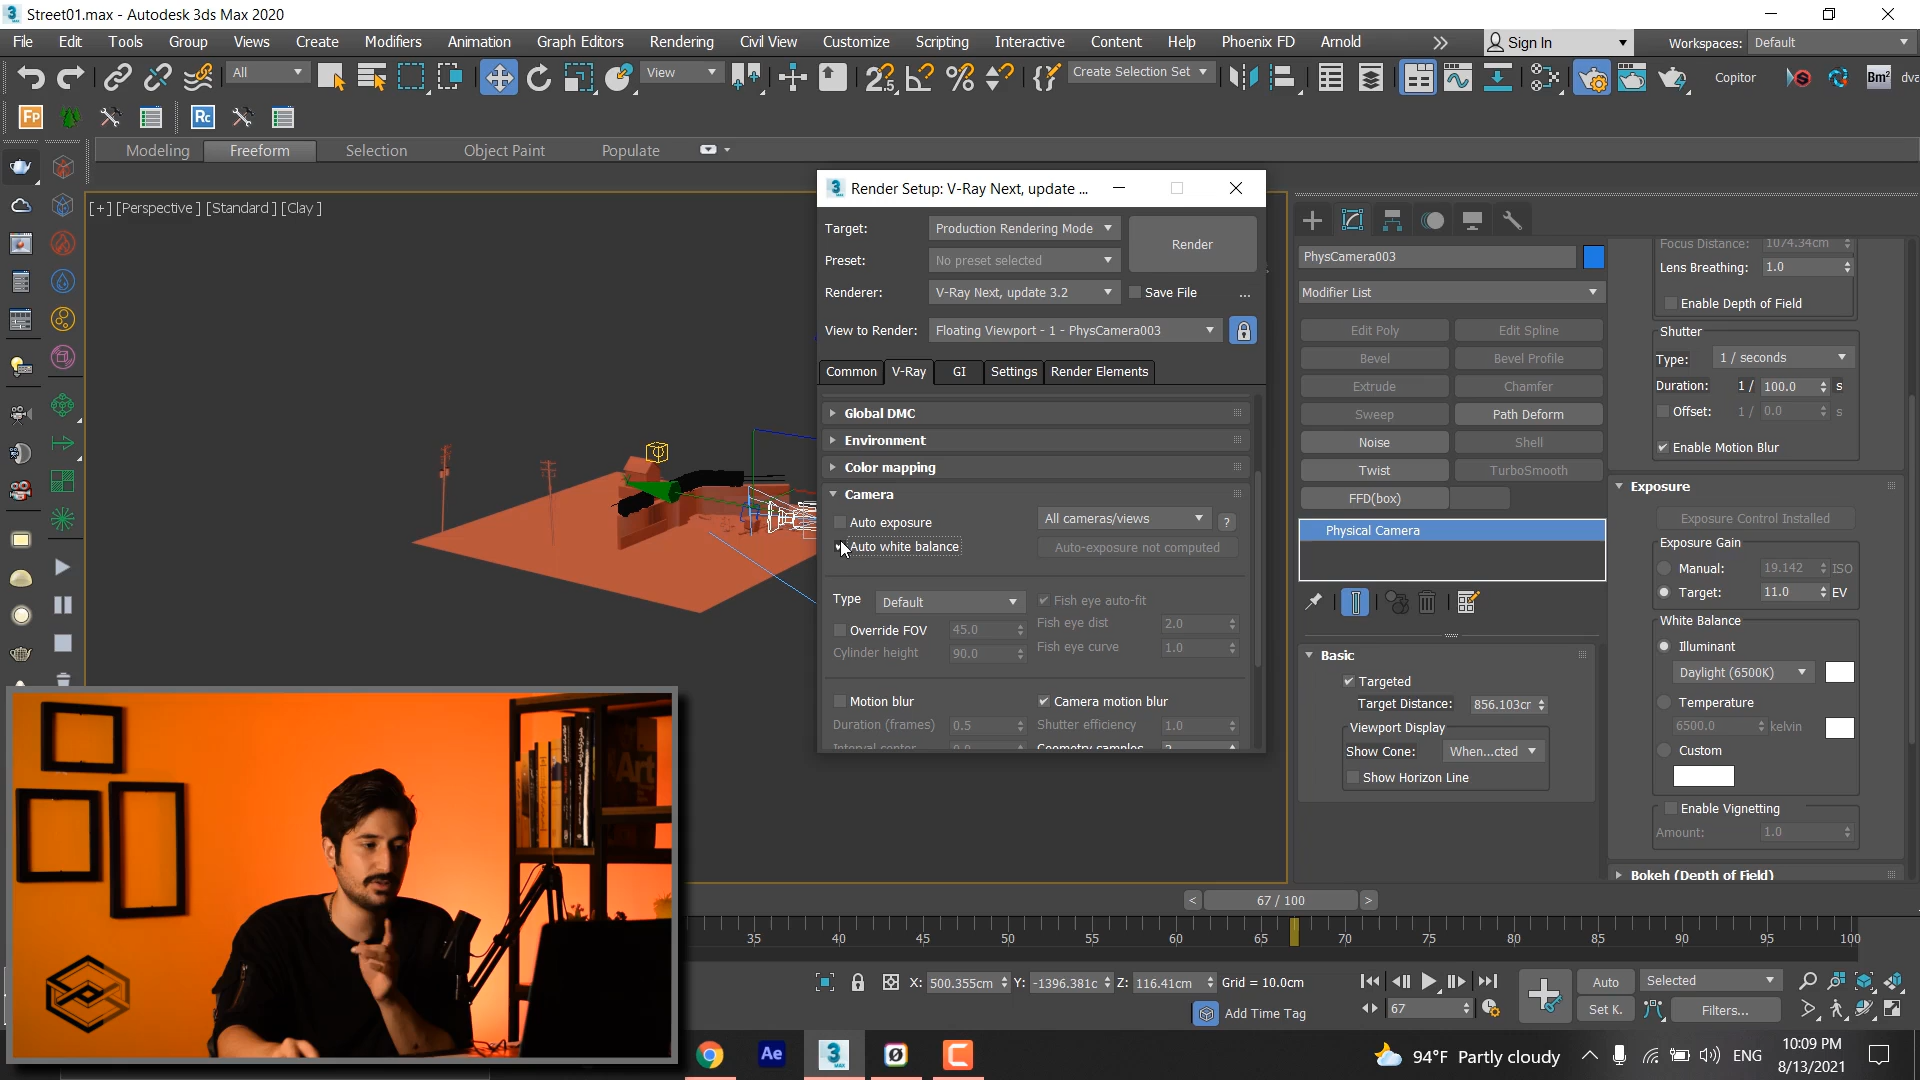 Street01.max - Autodesk 3ds Max 2020
File Edit Tools Group Views Create Modifiers Animation Graph Editors Rendering Civil View Customize Scripting Interactive Content Help Phoenix FD Arnold
Sign In
Workspaces: Default
All
View
Create Selection Set
Copitor
Bm²
Fp
Rc
Modeling Freeform Selection Object Paint Populate
[+] [Perspective] [Standard] [Clay]
Render Setup: V-Ray Next, update ...
Target: Production Rendering Mode
Render
Preset: No preset selected
Renderer: V-Ray Next, update 3.2
Save File ...
View to Render: Floating Viewport - 1 - PhysCamera003
Common V-Ray GI Settings Render Elements
Global DMC
Environment
Color mapping
Camera
Auto exposure All cameras/views ?
Auto white balance Auto-exposure not computed
Type Default Fish eye auto-fit
Override FOV 45.0 Fish eye dist 2.0
Cylinder height 90.0 Fish eye curve 1.0
Motion blur Camera motion blur
Duration (frames) 0.5 Shutter efficiency 1.0
PhysCamera003
Modifier List
Edit Poly Edit Spline
Bevel Bevel Profile
Extrude Chamfer
Sweep Path Deform
Noise Shell
Twist TurboSmooth
FFD(box)
Physical Camera
Basic
Targeted
Target Distance: 856.103cr
Viewport Display
Show Cone: When...cted
Show Horizon Line
Focus Distance: 1074.34cm
Lens Breathing: 1.0
Enable Depth of Field
Shutter
Type: 1 / seconds
Duration: 1 / 100.0 s
Offset: 1 / 0.0 s
Enable Motion Blur
Exposure
Exposure Control Installed
Exposure Gain
Manual: 19.142 ISO
Target: 11.0 EV
White Balance
Illuminant
Daylight (6500K)
Temperature
6500.0 kelvin
Custom
Enable Vignetting
Amount: 1.0
Bokeh (Depth of Field)
< 67 / 100 >
35 40 45 50 55 60 65 70 75 80 85 90 95 100
X: 500.355cm Y: -1396.381c Z: 116.41cm Grid = 10.0cm
Add Time Tag
67
Auto Selected
Set K. Filters...
Art
Ae
94°F Partly cloudy
ENG
10:09 PM
8/13/2021